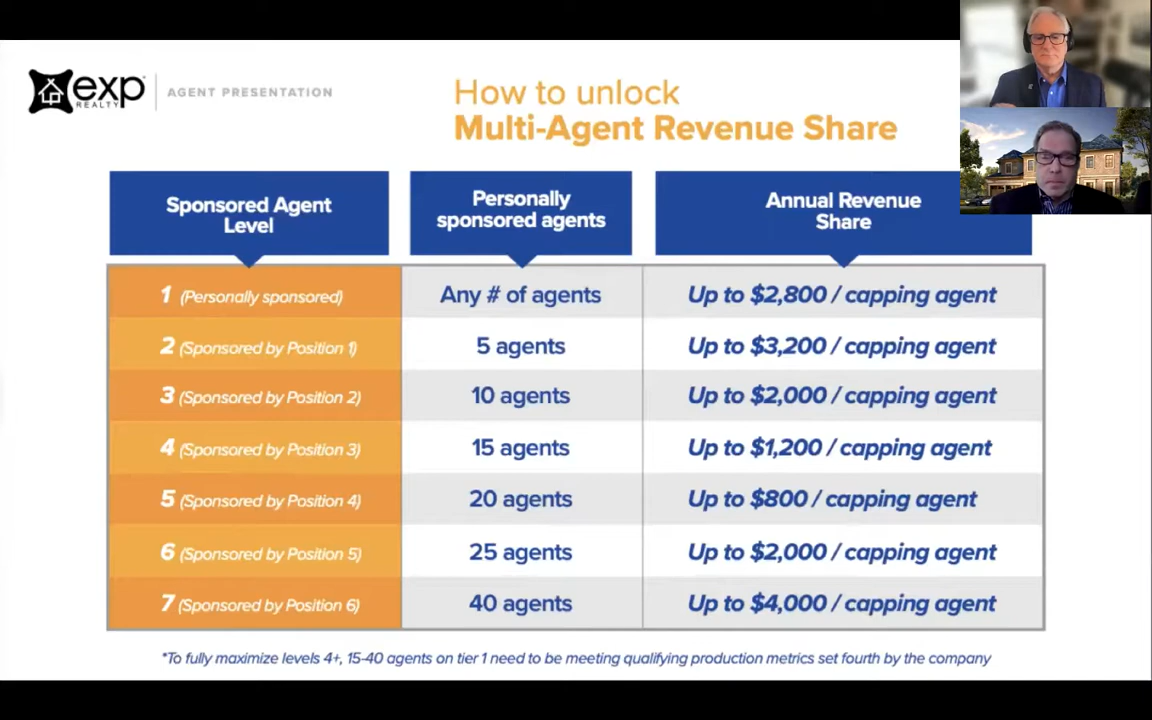 exp
REALTY
AGENT PRESENTATION
How to unlock
Multi-Agent Revenue Share
Sponsored Agent
Level
Personally
sponsored agents
Annual Revenue
Share
1 (Personally sponsored) Any # of agents Up to $2,800 / capping agent
2 (Sponsored by Position 1) 5 agents Up to $3,200 / capping agent
3 (Sponsored by Position 2) 10 agents Up to $2,000 / capping agent
4 (Sponsored by Position 3) 15 agents Up to $1,200 / capping agent
5 (Sponsored by Position 4) 20 agents Up to $800 / capping agent
6 (Sponsored by Position 5) 25 agents Up to $2,000 / capping agent
7 (Sponsored by Position 6) 40 agents Up to $4,000 / capping agent
*To fully maximize levels 4+, 15-40 agents on tier 1 need to be meeting qualifying production metrics set fourth by the company